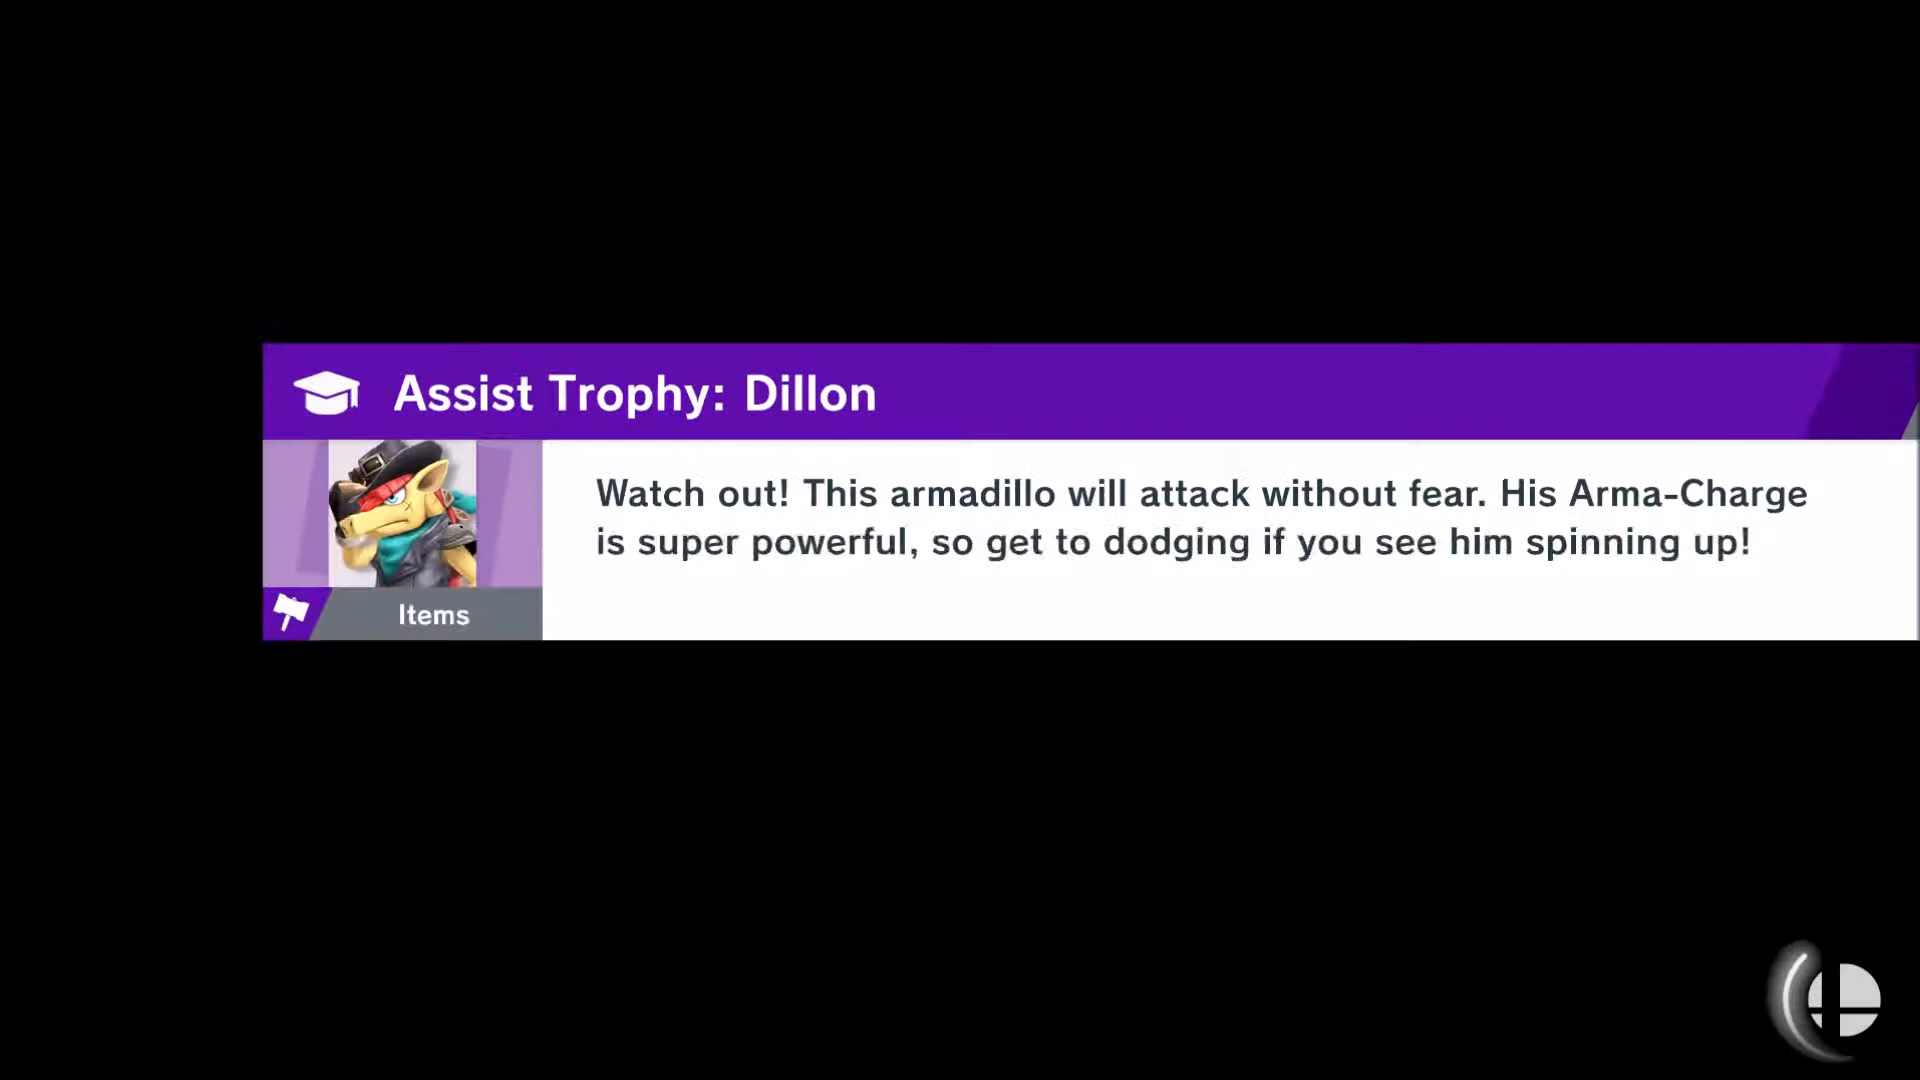 Assist Trophy: Dillon
Watch out! This armadillo will attack without fear. His Arma-Charge
is super powerful, so get to dodging if you see him spinning up!
Items